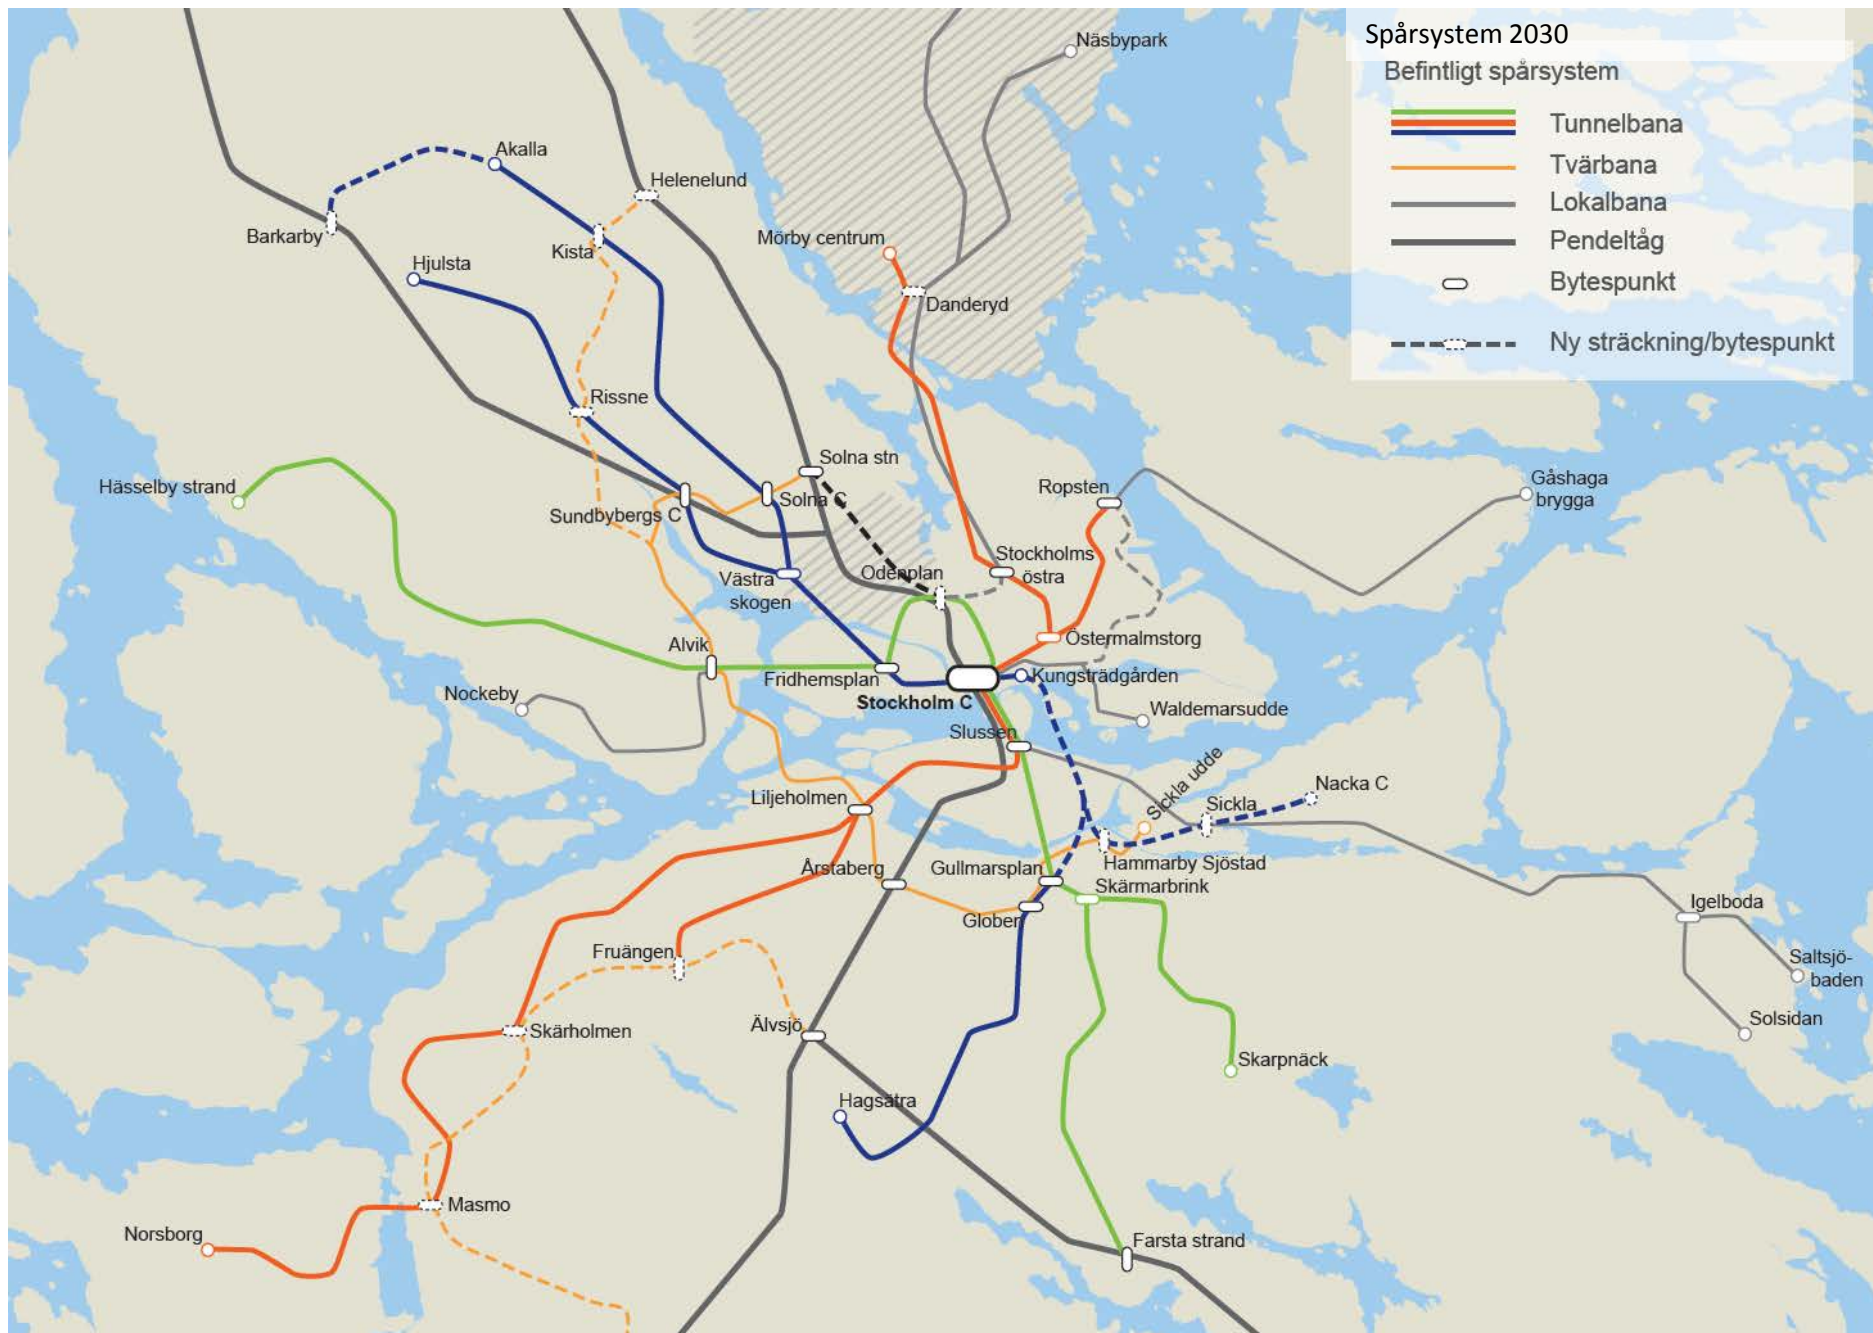 Spårsystem 2030
Befintligt spårsystem
Tunnelbana
Tvärbana
Lokalbana
Pendeltåg
Bytespunkt
Ny sträckning/bytespunkt
Näsbypark
Akalla
Helenelund
Barkarby
Kista
Mörby centrum
Hjulsta
Danderyd
Rissne
Solna stn
Hässelby strand
Ropsten
Gåshaga
brygga
Solna C
Sundbybergs C
Stockholms
östra
Västra
skogen
Odenplan
Östermalmstorg
Alvik
Fridhemsplan
Kungsträdgården
Nockeby
Stockholm C
Waldemarsudde
Slussen
Sickla udde
Nacka C
Liljeholmen
Sickla
Årstaberg
Gullmarsplan
Hammarby Sjöstad
Skärmarbrink
Globen
Igelboda
Fruängen
Saltsjö-
baden
Solsidan
Skärholmen
Älvsjö
Skarpnäck
Hagsätra
Masmo
Norsborg
Farsta strand